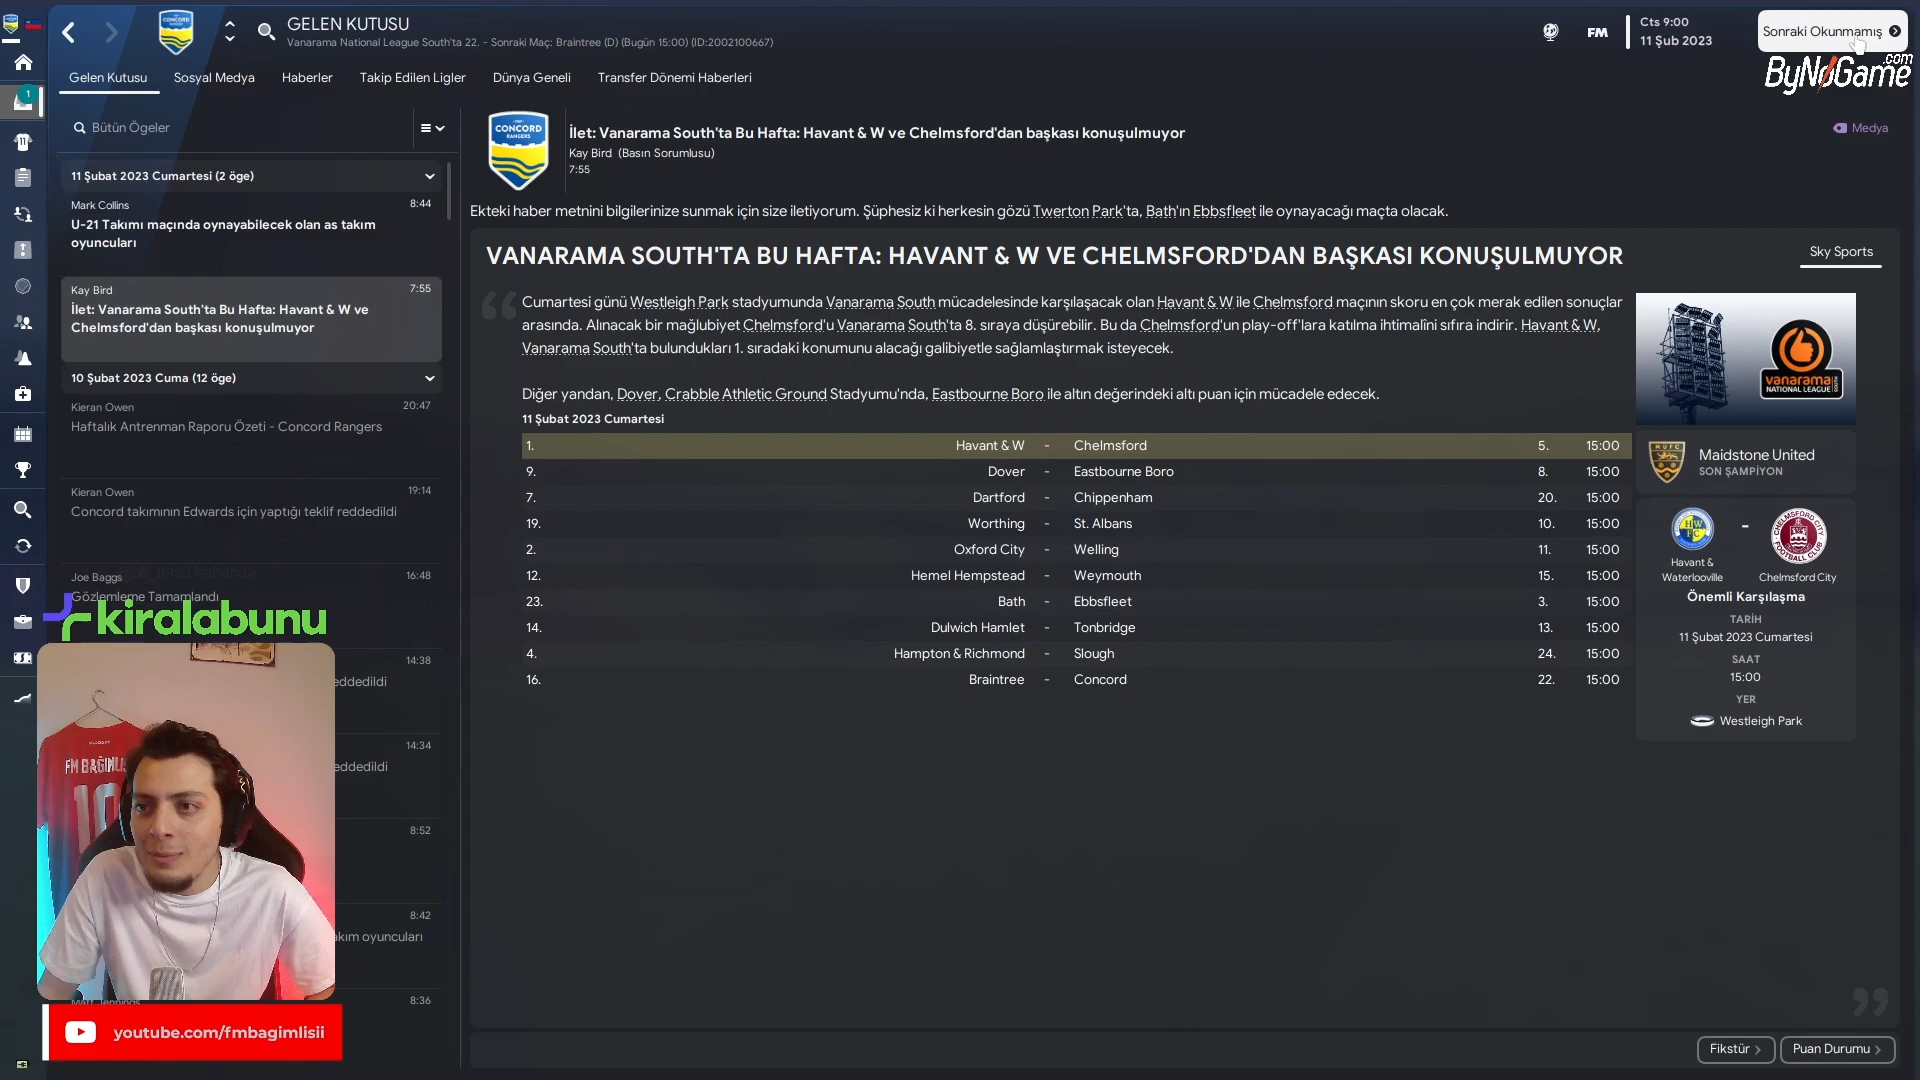 GELEN KUTUSU
Vanarama National League South'ta 22. - Sonraki Maç: Braintree (D) (Bugün 15:00) (ID:2002100667)
FM
Cts 9:00
11 Şub 2023
Sonraki Okunmamış
ByNoGame.com
Gelen Kutusu
Sosyal Medya
Haberler
Takip Edilen Ligler
Dünya Geneli
Transfer Dönemi Haberleri
1
11
Bütün Ögeler
11 Şubat 2023 Cumartesi (2 öge)
Mark Collins 8:44
U-21 Takımı maçında oynayabilecek olan as takım
oyuncuları
Kay Bird 7:55
İlet: Vanarama South'ta Bu Hafta: Havant & W ve
Chelmsford'dan başkası konuşulmuyor
10 Şubat 2023 Cuma (12 öge)
Kieran Owen 20:47
Haftalık Antrenman Raporu Özeti - Concord Rangers
Kieran Owen 19:14
Concord takımının Edwards için yaptığı teklif reddedildi
Joe Baggs 16:48
Gözlemleme Tamamlandı
kiralabunu
14:38
eddedildi
14:34
eddedildi
8:52
8:42
akım oyuncuları
Matt Jennings 8:36
FM BAĞIMLIS
10
youtube.com/fmbagimlisii
CONCORD
RANGERS
İlet: Vanarama South'ta Bu Hafta: Havant & W ve Chelmsford'dan başkası konuşulmuyor
Kay Bird (Basın Sorumlusu)
7:55
Medya
Ekteki haber metnini bilgilerinize sunmak için size iletiyorum. Şüphesiz ki herkesin gözü Twerton Park'ta, Bath'ın Ebbsfleet ile oynayacağı maçta olacak.
VANARAMA SOUTH'TA BU HAFTA: HAVANT & W VE CHELMSFORD'DAN BAŞKASI KONUŞULMUYOR
Sky Sports
Cumartesi günü Westleigh Park stadyumunda Vanarama South mücadelesinde karşılaşacak olan Havant & W ile Chelmsford maçının skoru en çok merak edilen sonuçlar
arasında. Alınacak bir mağlubiyet Chelmsford'u Vanarama South'ta 8. sıraya düşürebilir. Bu da Chelmsford'un play-off'lara katılma ihtimalini sıfıra indirir. Havant & W,
Vanarama South'ta bulundukları 1. sıradaki konumunu alacağı galibiyetle sağlamlaştırmak isteyecek.
Diğer yandan, Dover, Crabble Athletic Ground Stadyumu'nda, Eastbourne Boro ile altın değerindeki altı puan için mücadele edecek.
11 Şubat 2023 Cumartesi
1. Havant & W - Chelmsford 5. 15:00
9. Dover - Eastbourne Boro 8. 15:00
7. Dartford - Chippenham 20. 15:00
19. Worthing - St. Albans 10. 15:00
2. Oxford City - Welling 11. 15:00
12. Hemel Hempstead - Weymouth 15. 15:00
23. Bath - Ebbsfleet 3. 15:00
14. Dulwich Hamlet - Tonbridge 13. 15:00
4. Hampton & Richmond - Slough 24. 15:00
16. Braintree - Concord 22. 15:00
vanarama
NATIONAL LEAGUE SOUTH
Maidstone United
SON ŞAMPİYON
Havant &
Waterlooville
-
Chelmsford City
Önemli Karşılaşma
TARİH
11 Şubat 2023 Cumartesi
SAAT
15:00
YER
Westleigh Park
Fikstür
Puan Durumu